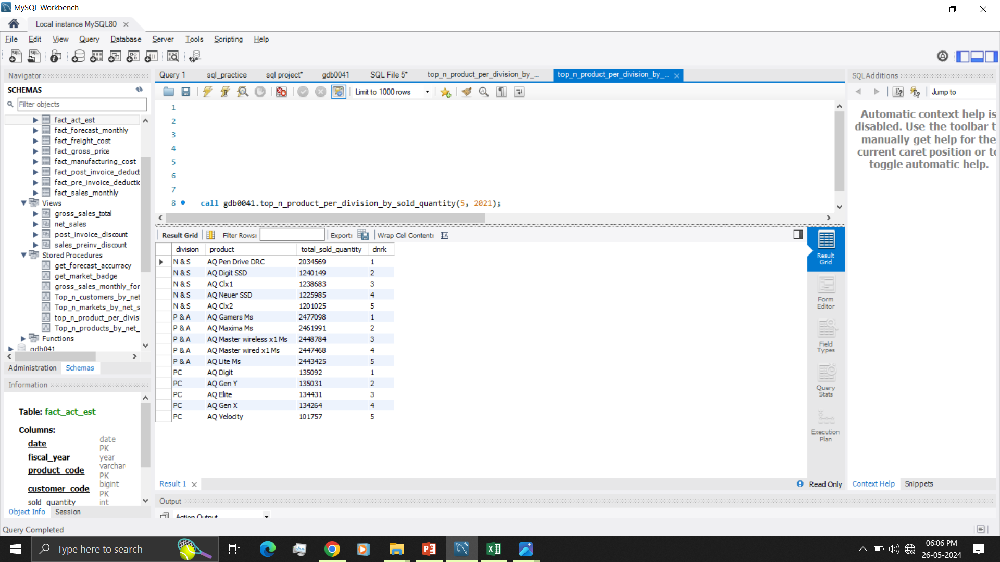 MySQL Workbench
Local instance MySQL80
File Edit View Query Database Server Tools Scripting Help
Navigator
SCHEMAS
Filter objects
fact_act_est
fact_forecast_monthly
fact_freight_cost
fact_gross_price
fact_manufacturing_cost
fact_post_invoice_deduct
fact_pre_invoice_deductio
fact_sales_monthly
Views
gross_sales_total
net_sales
post_invoice_discount
sales_preinv_discount
Stored Procedures
get_forecast_accurracy
get_market_badge
gross_sales_monthly_for
Top_n_customers_by_net
Top_n_markets_by_net_s
top_n_product_per_divis
Top_n_products_by_net_
Functions
gdb041
Administration Schemas
Information
Table: fact_act_est
Columns:
date date PK
fiscal_year year
product_code varchar PK
customer_code bigint PK
sold_quantity int
Object Info Session
Query 1 sql_practice sql project* gdb0041 SQL File 5* top_n_product_per_division_by_... top_n_product_per_division_by_...
Limit to 1000 rows
1
2
3
4
5
6
7
8 call gdb0041.top_n_product_per_division_by_sold_quantity(5, 2021);
Result Grid Filter Rows: Export: Wrap Cell Content:
division product total_sold_quantity dnrk
N & S AQ Pen Drive DRC 2034569 1
N & S AQ Digit SSD 1240149 2
N & S AQ Clx1 1238683 3
N & S AQ Neuer SSD 1225985 4
N & S AQ Clx2 1201025 5
P & A AQ Gamers Ms 2477098 1
P & A AQ Maxima Ms 2461991 2
P & A AQ Master wireless x1 Ms 2448784 3
P & A AQ Master wired x1 Ms 2447468 4
P & A AQ Lite Ms 2443425 5
PC AQ Digit 135092 1
PC AQ Gen Y 135031 2
PC AQ Elite 134431 3
PC AQ Gen X 134264 4
PC AQ Velocity 101757 5
Result Grid
Form Editor
Field Types
Query Stats
Execution Plan
Result 1
Read Only
Output
Action Output
SQLAdditions
Jump to
Automatic context help is
disabled. Use the toolbar t
manually get help for the
current caret position or to
toggle automatic help.
Context Help Snippets
Query Completed
Type here to search
06:06 PM
26-05-2024